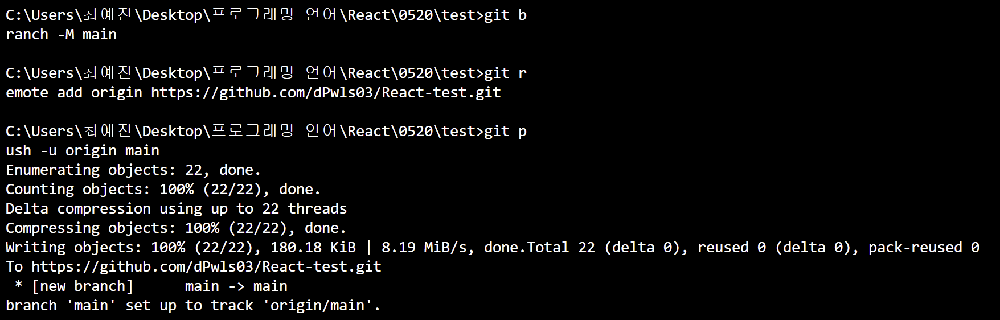 C:\Users\최예진\Desktop\프로그래밍 언어\React\0520\test>git b
ranch -M main
C:\Users\최예진\Desktop\프로그래밍 언어\React\0520\test>git r
emote add origin https://github.com/dPwls03/React-test.git
C:\Users\최예진\Desktop\프로그래밍 언어\React\0520\test>git p
ush -u origin main
Enumerating objects: 22, done.
Counting objects: 100% (22/22), done.
Delta compression using up to 22 threads
Compressing objects: 100% (22/22), done.
Writing objects: 100% (22/22), 180.18 KiB | 8.19 MiB/s, done.Total 22 (delta 0), reused 0 (delta 0), pack-reused 0
To https://github.com/dPwls03/React-test.git
 * [new branch]      main -> main
branch 'main' set up to track 'origin/main'.